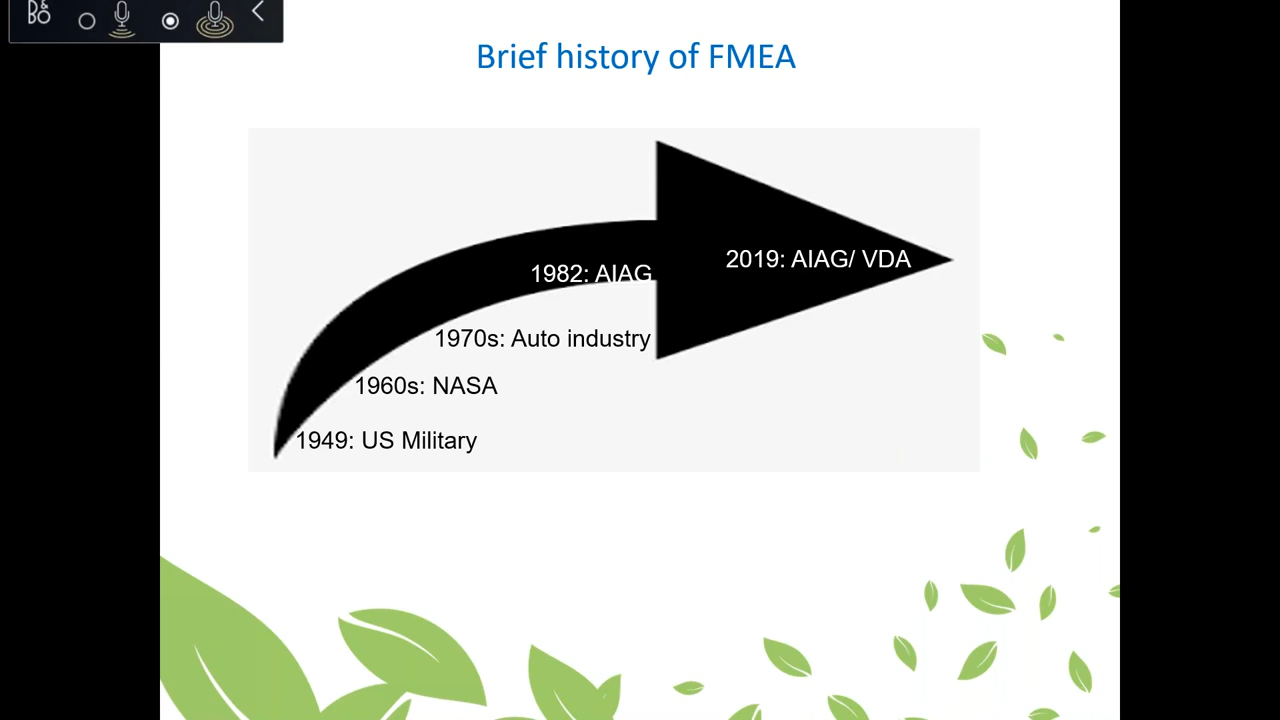 B&O
Brief history of FMEA
2019: AIAG/ VDA
1982: AIAG
1970s: Auto industry
1960s: NASA
1949: US Military